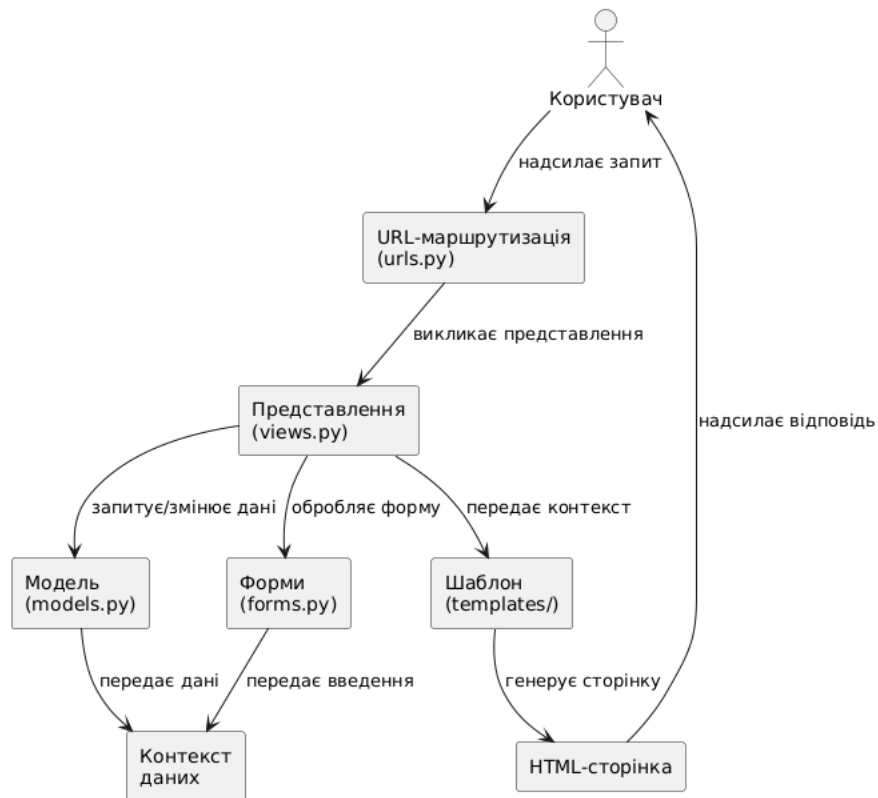 Користувач
надсилає запит
URL-маршрутизація
(urls.py)
викликає представлення
Представлення
(views.py)
надсилає відповідь
запитує/змінює дані
обробляє форму
передає контекст
Модель
(models.py)
Форми
(forms.py)
Шаблон
(templates/)
передає дані
передає введення
генерує сторінку
Контекст
даних
HTML-сторінка